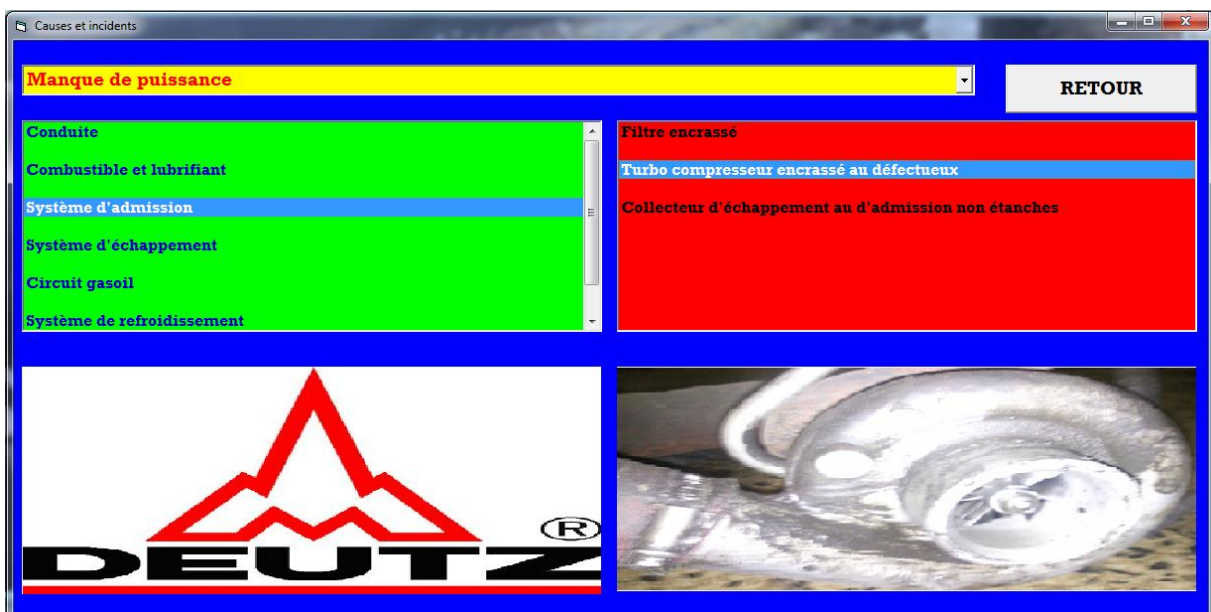 Causes et incidents
Manque de puissance
RETOUR
Conduite
Combustible et lubrifiant
Système d'admission
Système d'échappement
Circuit gasoil
Système de refroidissement
Filtre encrassé
Turbo compresseur encrassé au défectueux
Collecteur d'échappement au d'admission non étanches
DEUTZ ®